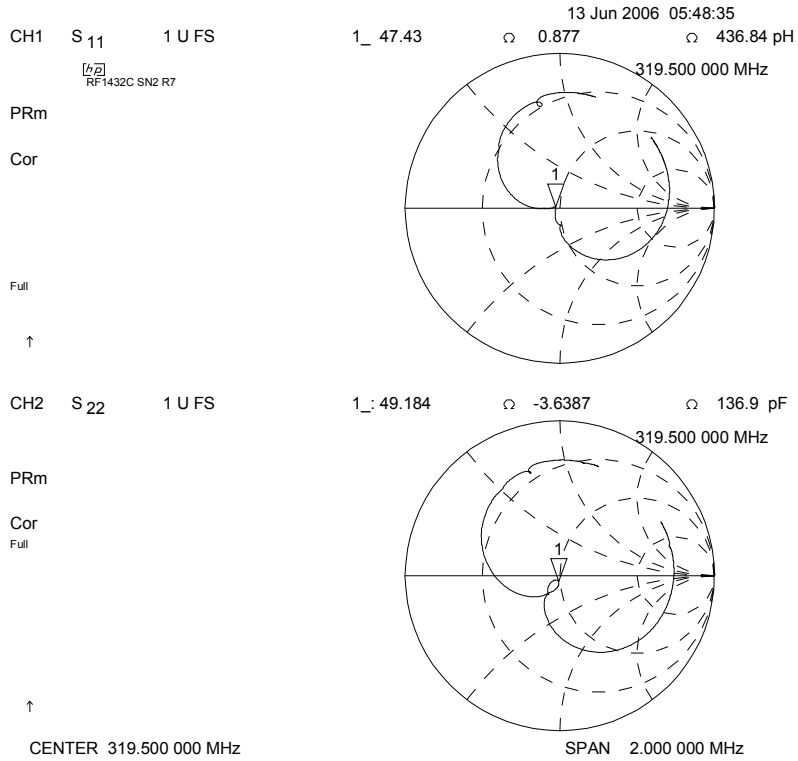 13 Jun 2006 05:48:35
CH1 S 11 1 U FS 1_ 47.43 Ω 0.877 Ω 436.84 pH
hp
319.500 000 MHz
RF1432C SN2 R7
PRm
Cor
1
Full
↑
CH2 S 22 1 U FS 1_: 49.184 Ω -3.6387 Ω 136.9 pF
319.500 000 MHz
PRm
Cor
Full
1
↑
CENTER 319.500 000 MHz SPAN 2.000 000 MHz